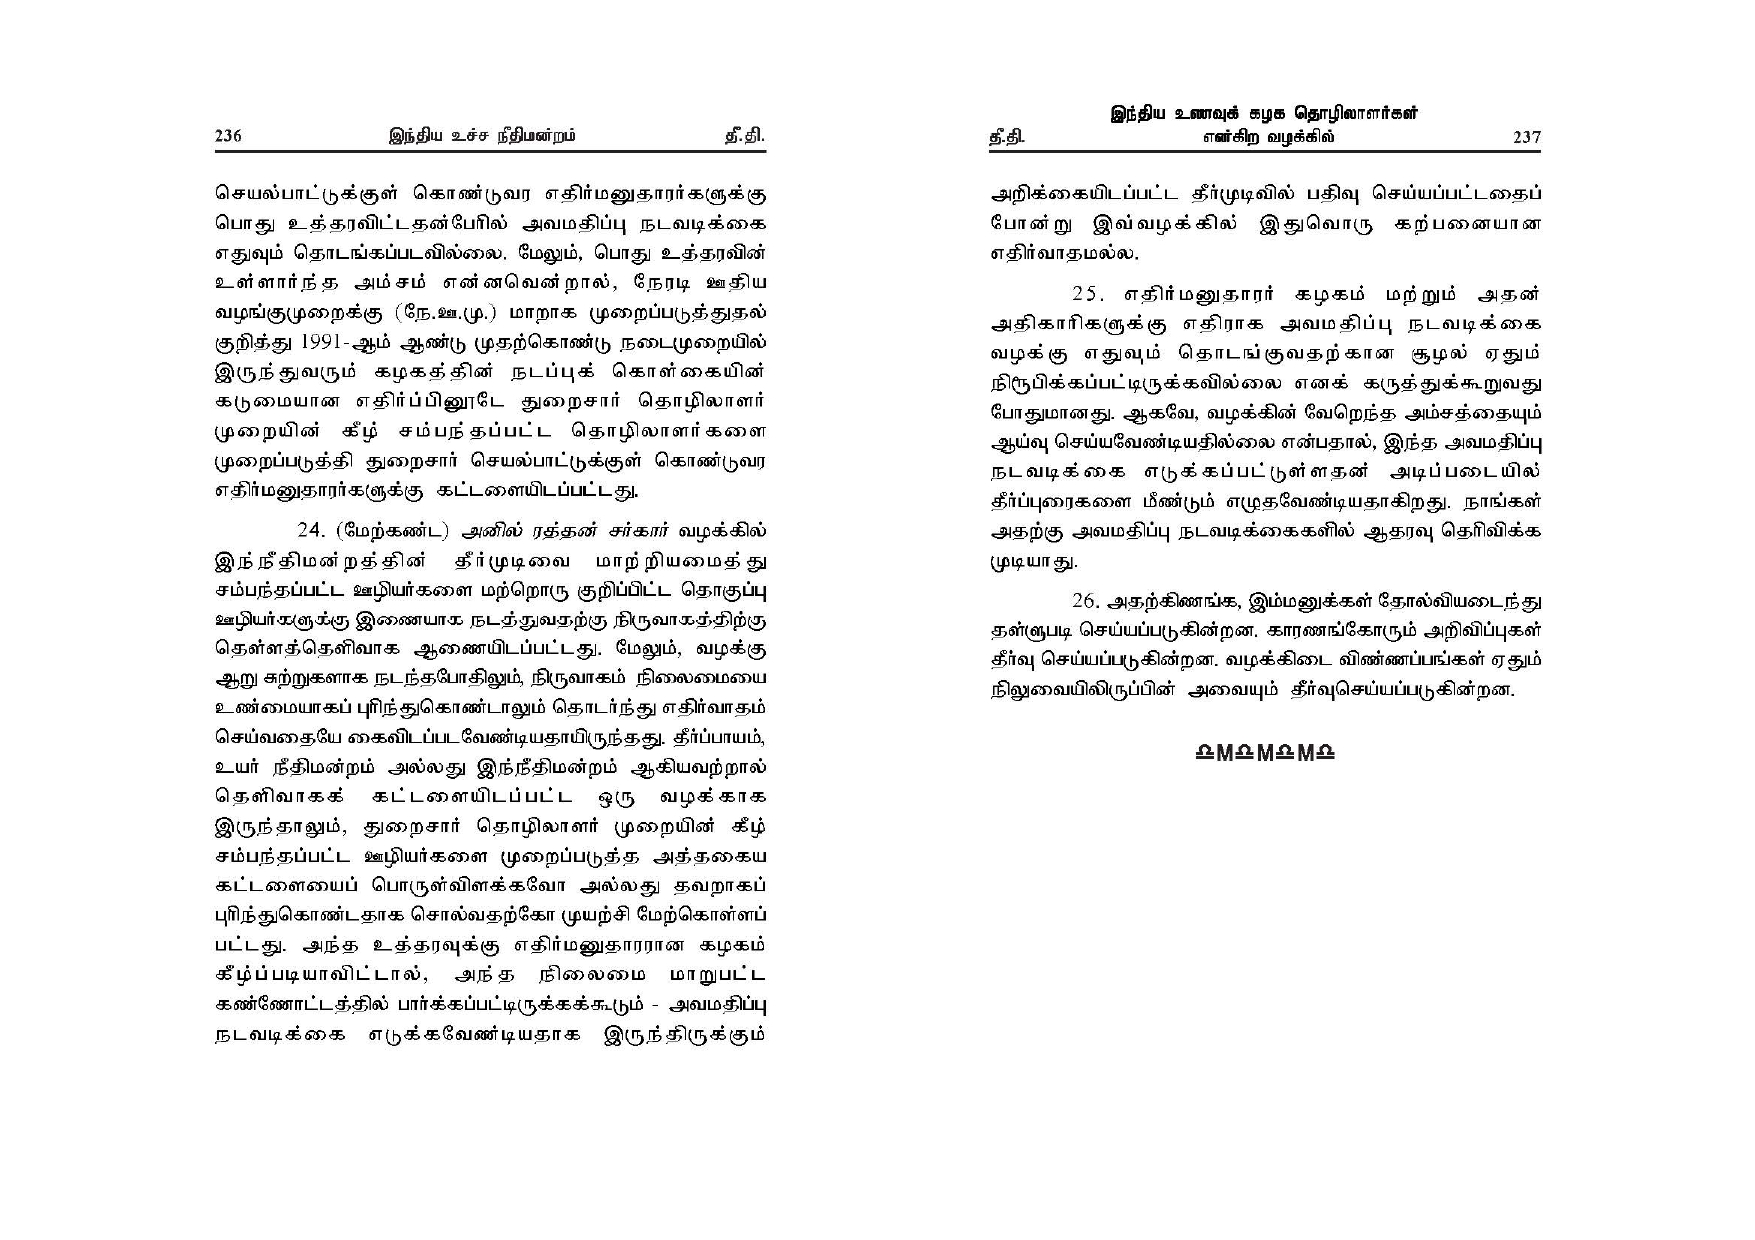 236 இந்திய உச்ச நீதிமன்றம் தீ.தி.
செயல்பாட்டுக்குள் கொண்டுவர எதிர்மனுதாரர்களுக்கு
பொது உத்தரவிட்டதன்பேரில் அவமதிப்பு நடவடிக்கை
எதுவும் தொடங்கப்படவில்லை. மேலும், பொது உத்தரவின்
உள்ளார்ந்த அம்சம் என்னவென்றால், நேரடி ஊதிய
வழங்குமுறைக்கு (நே.ஊ.மு.) மாறாக முறைப்படுத்துதல்
குறித்து 1991-ஆம் ஆண்டு முதற்கொண்டு நடைமுறையில்
இருந்துவரும் கழகத்தின் நடப்புக் கொள்கையின்
கடுமையான எதிர்ப்பினூடே துறைசார் தொழிலாளர்
முறையின் கீழ் சம்பந்தப்பட்ட தொழிலாளர்களை
முறைப்படுத்தி துறைசார் செயல்பாட்டுக்குள் கொண்டுவர
எதிர்மனுதாரர்களுக்கு கட்டளையிடப்பட்டது.
24. (மேற்கண்ட) அனில் ரத்தன் சர்கார் வழக்கில்
இந்நீதிமன்றத்தின் தீர்முடிவை மாற்றியமைத்து
சம்பந்தப்பட்ட ஊழியர்களை மற்றொரு குறிப்பிட்ட தொகுப்பு
ஊழியர்களுக்கு இணையாக நடத்துவதற்கு நிருவாகத்திற்கு
தெள்ளத்தெளிவாக ஆணையிடப்பட்டது. மேலும், வழக்கு
ஆறு சுற்றுகளாக நடந்தபோதிலும், நிருவாகம் நிலைமையை
உண்மையாகப் புரிந்துகொண்டாலும் தொடர்ந்து எதிர்வாதம்
செய்வதையே கைவிடப்படவேண்டியதாயிருந்தது. தீர்ப்பாயம்,
உயர் நீதிமன்றம் அல்லது இந்நீதிமன்றம் ஆகியவற்றால்
தெளிவாகக் கட்டளையிடப்பட்ட ஒரு வழக்காக
இருந்தாலும், துறைசார் தொழிலாளர் முறையின் கீழ்
சம்பந்தப்பட்ட ஊழியர்களை முறைப்படுத்த அத்தகைய
கட்டளையைப் பொருள்விளக்கவோ அல்லது தவறாகப்
புரிந்துகொண்டதாக சொல்வதற்கோ முயற்சி மேற்கொள்ளப்
பட்டது. அந்த உத்தரவுக்கு எதிர்மனுதாரரான கழகம்
கீழ்ப்படியாவிட்டால், அந்த நிலைமை மாறுபட்ட
கண்ணோட்டத்தில் பார்க்கப்பட்டிருக்கக்கூடும் - அவமதிப்பு
நடவடிக்கை எடுக்கவேண்டியதாக இருந்திருக்கும்
இந்திய உணவுக் கழக தொழிலாளர்கள்
தீ.தி. என்கிற வழக்கில் 237
அறிக்கையிடப்பட்ட தீர்முடிவில் பதிவு செய்யப்பட்டதைப்
போன்று இவ்வழக்கில் இதுவொரு கற்பனையான
எதிர்வாதமல்ல.
25. எதிர்மனுதாரர் கழகம் மற்றும் அதன்
அதிகாரிகளுக்கு எதிராக அவமதிப்பு நடவடிக்கை
வழக்கு எதுவும் தொடங்குவதற்கான சூழல் ஏதும்
நிரூபிக்கப்பட்டிருக்கவில்லை எனக் கருத்துக்கூறுவது
போதுமானது. ஆகவே, வழக்கின் வேறெந்த அம்சத்தையும்
ஆய்வு செய்யவேண்டியதில்லை என்பதால், இந்த அவமதிப்பு
நடவடிக்கை எடுக்கப்பட்டுள்ளதன் அடிப்படையில்
தீர்ப்புரைகளை மீண்டும் எழுதவேண்டியதாகிறது. நாங்கள்
அதற்கு அவமதிப்பு நடவடிக்கைகளில் ஆதரவு தெரிவிக்க
முடியாது.
26. அதற்கிணங்க, இம்மனுக்கள் தோல்வியடைந்து
தள்ளுபடி செய்யப்படுகின்றன. காரணங்கோரும் அறிவிப்புகள்
தீர்வு செய்யப்படுகின்றன. வழக்கிடை விண்ணப்பங்கள் ஏதும்
நிலுவையிலிருப்பின் அவையும் தீர்வுசெய்யப்படுகின்றன.
♎M♎M♎M♎